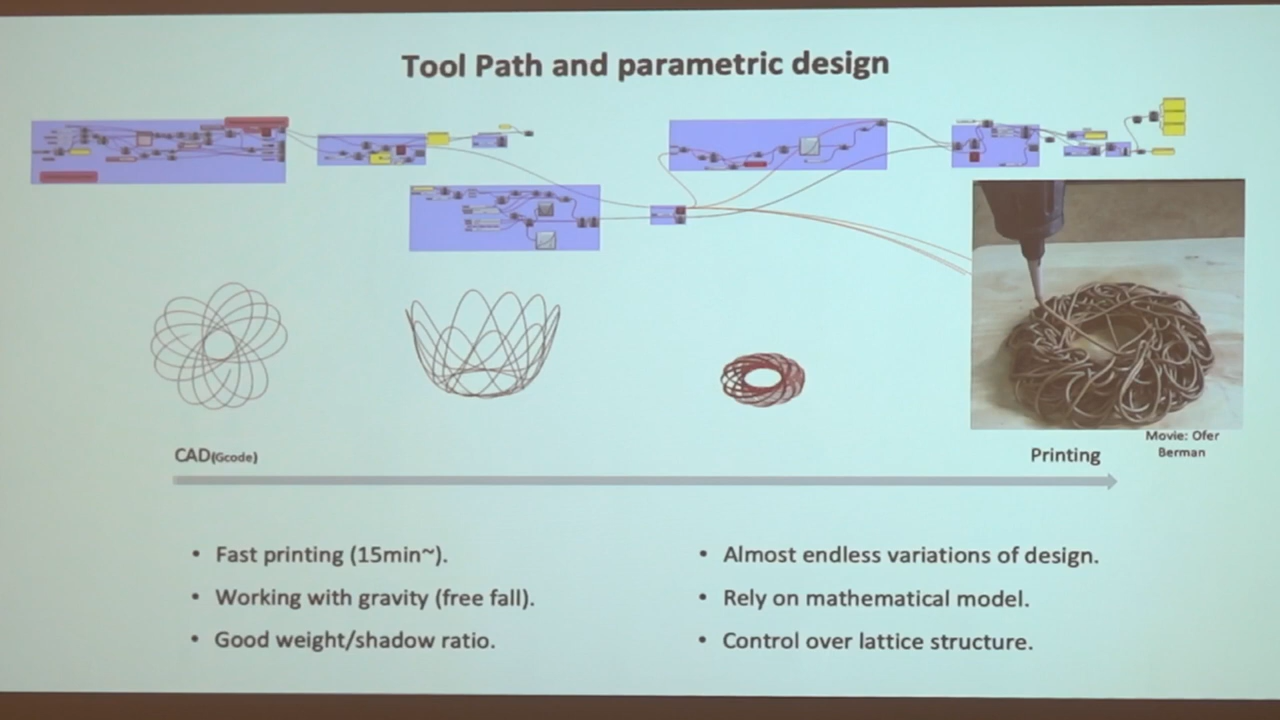 Tool Path and parametric design
Movie: Ofer
Berman
CAD(Gcode)
Printing
• Fast printing (15min~).
• Working with gravity (free fall).
• Good weight/shadow ratio.
• Almost endless variations of design.
• Rely on mathematical model.
• Control over lattice structure.